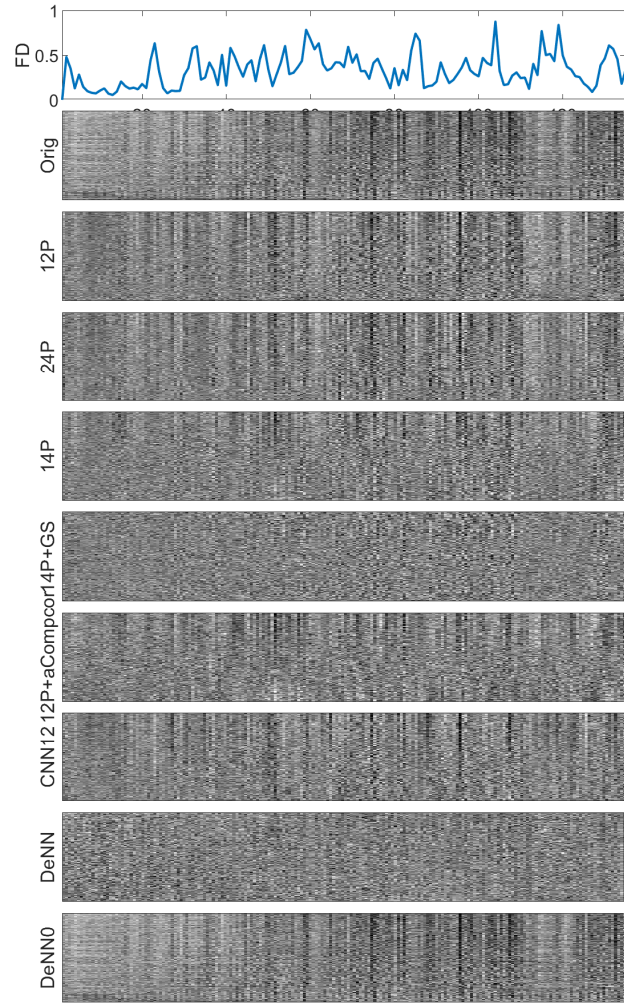 1
0.5
0
FD
Orig
12P
24P
14P
14P+GS
12P+aCompcor
CNN12
DeNN
DeNN0